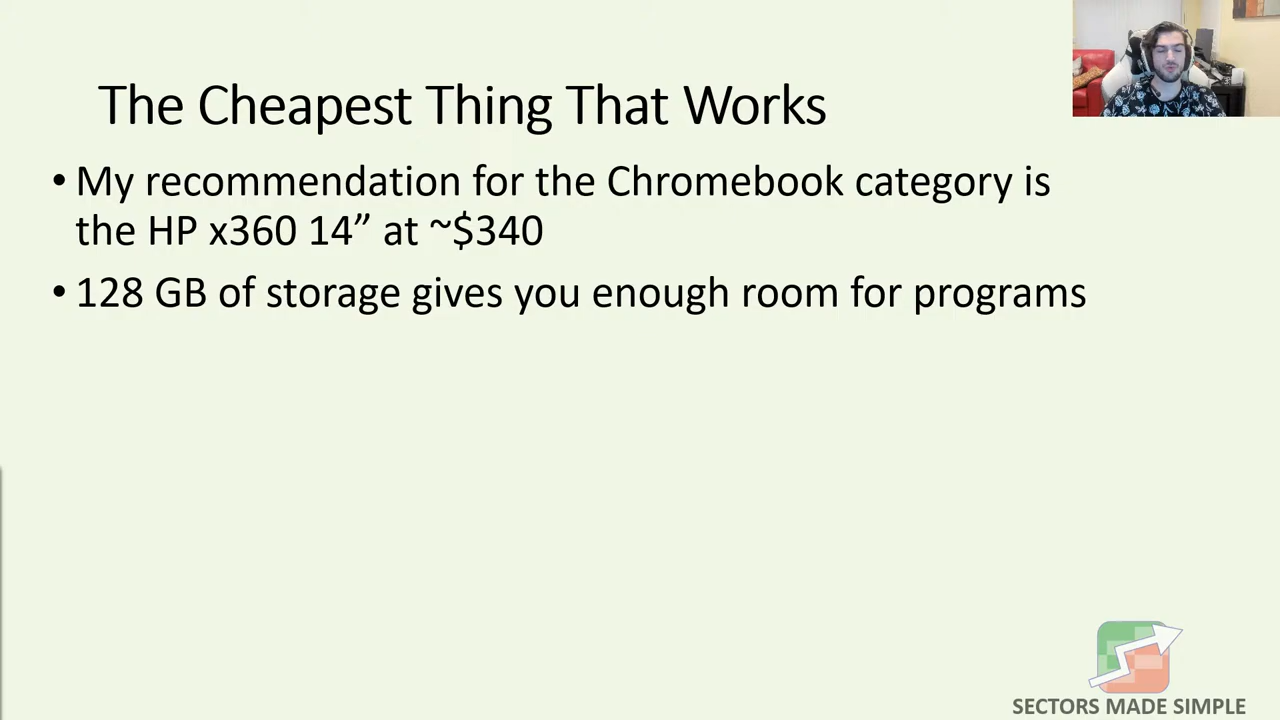 The Cheapest Thing That Works
• My recommendation for the Chromebook category is
the HP x360 14” at ~$340
• 128 GB of storage gives you enough room for programs
SECTORS MADE SIMPLE